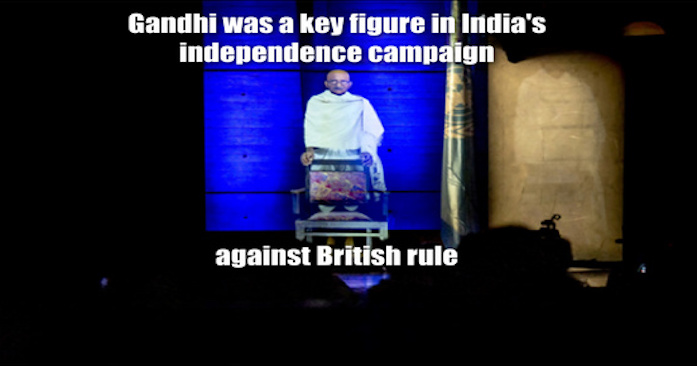 Gandhi was a key figure in India's
independence campaign
against British rule